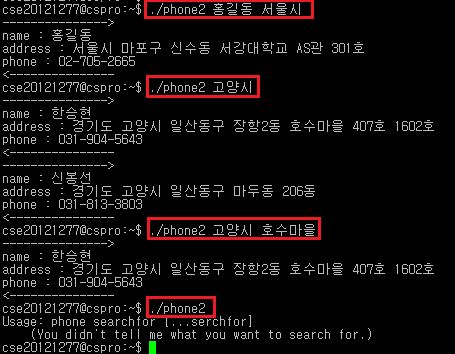 cse20121277@cspro:~$ ./phone2 홍길동 서울시
--------------->
name : 홍길동
address : 서울시 마포구 신수동 서강대학교 AS관 301호
phone : 02-705-2665
<---------------
cse20121277@cspro:~$ ./phone2 고양시
--------------->
name : 한승현
address : 경기도 고양시 일산동구 장항2동 호수마을 407호 1602호
phone : 031-904-5643
<---------------
--------------->
name : 신봉선
address : 경기도 고양시 일산동구 마두동 206동
phone : 031-813-3803
<---------------
cse20121277@cspro:~$ ./phone2 고양시 호수마을
--------------->
name : 한승현
address : 경기도 고양시 일산동구 장항2동 호수마을 407호 1602호
phone : 031-904-5643
<---------------
cse20121277@cspro:~$ ./phone2
Usage: phone searchfor [...serchfor]
(You didn't tell me what you want to search for.)
cse20121277@cspro:~$